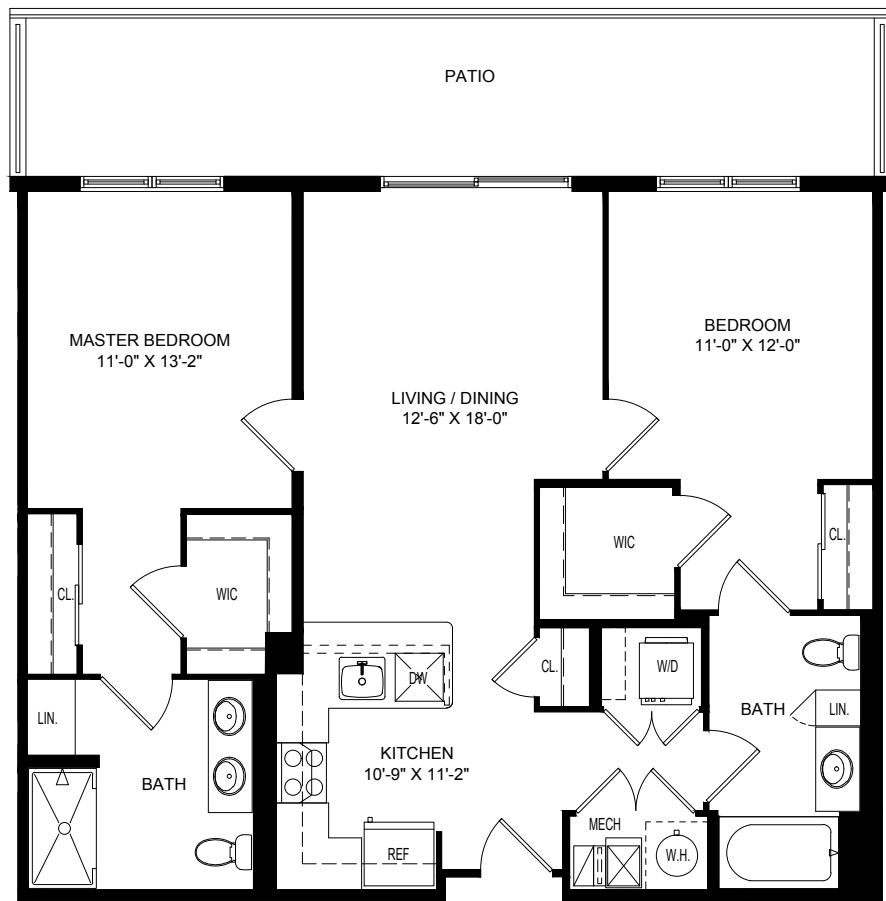 PATIO
MASTER BEDROOM
11'-0" X 13'-2"
LIVING / DINING
12'-6" X 18'-0"
BEDROOM
11'-0" X 12'-0"
CL.
WIC
WIC
CL.
LIN.
BATH
DW
KITCHEN
10'-9" X 11'-2"
REF
CL.
W/D
BATH
LIN.
MECH
W.H.